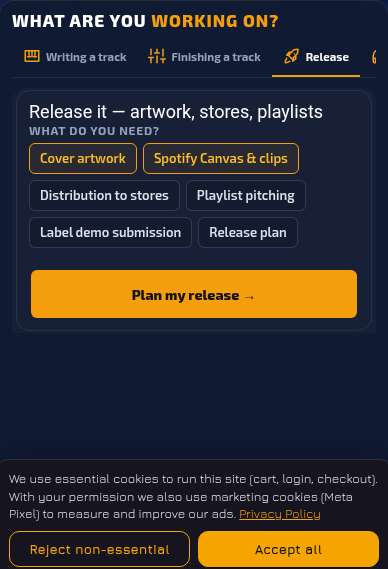 WHAT ARE YOU WORKING ON?
Writing a track Finishing a track Release
Release it — artwork, stores, playlists
WHAT DO YOU NEED?
Cover artwork Spotify Canvas & clips
Distribution to stores Playlist pitching
Label demo submission Release plan
Plan my release →
We use essential cookies to run this site (cart, login, checkout).
With your permission we also use marketing cookies (Meta
Pixel) to measure and improve our ads. Privacy Policy
Reject non-essential Accept all